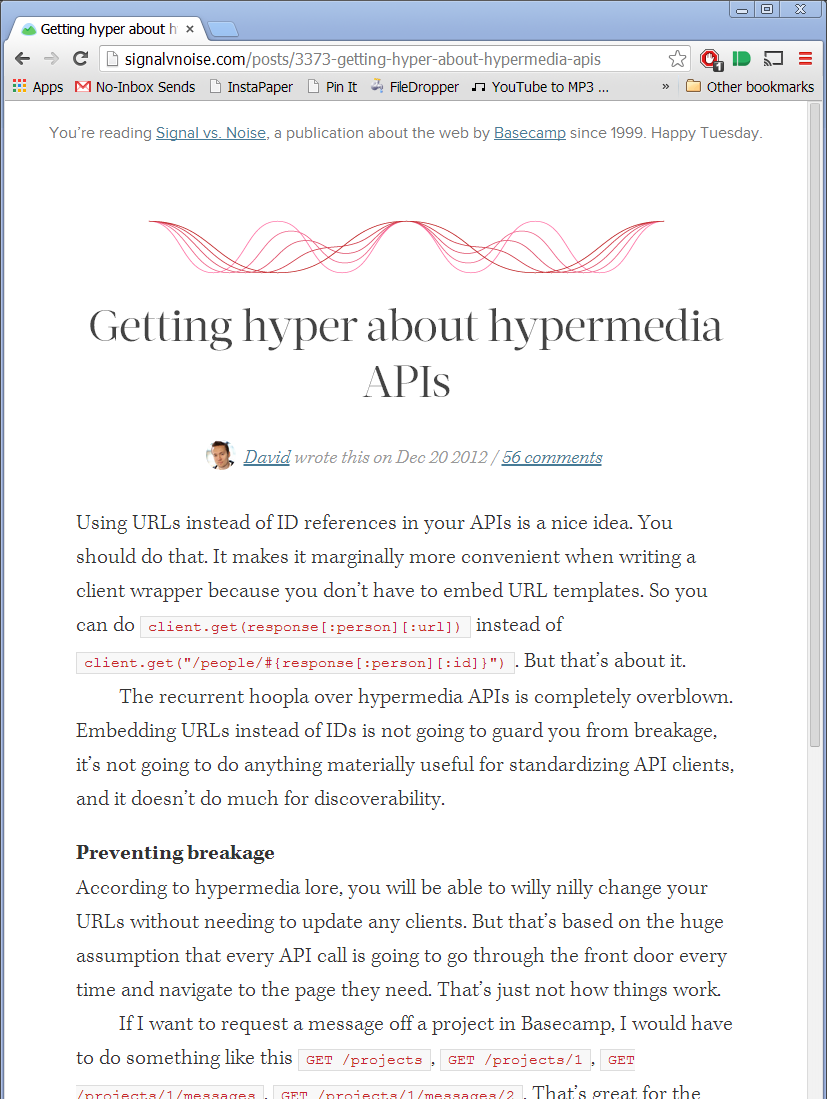 Getting hyper about h
signalvnoise.com/posts/3373-getting-hyper-about-hypermedia-apis
1
Apps No-Inbox Sends InstaPaper Pin It FileDropper YouTube to MP3 ... » Other bookmarks
You’re reading Signal vs. Noise, a publication about the web by Basecamp since 1999. Happy Tuesday.
Getting hyper about hypermedia
APIs
David wrote this on Dec 20 2012 / 56 comments
Using URLs instead of ID references in your APIs is a nice idea. You
should do that. It makes it marginally more convenient when writing a
client wrapper because you don’t have to embed URL templates. So you
can do client.get(response[:person][:url]) instead of
client.get("/people/#{response[:person][:id]}"). But that’s about it.
The recurrent hoopla over hypermedia APIs is completely overblown.
Embedding URLs instead of IDs is not going to guard you from breakage,
it’s not going to do anything materially useful for standardizing API clients,
and it doesn’t do much for discoverability.
Preventing breakage
According to hypermedia lore, you will be able to willy nilly change your
URLs without needing to update any clients. But that’s based on the huge
assumption that every API call is going to go through the front door every
time and navigate to the page they need. That’s just not how things work.
If I want to request a message off a project in Basecamp, I would have
to do something like this GET /projects, GET /projects/1, GET
/projects/1/messages, GET /projects/1/messages/2. That’s great for the